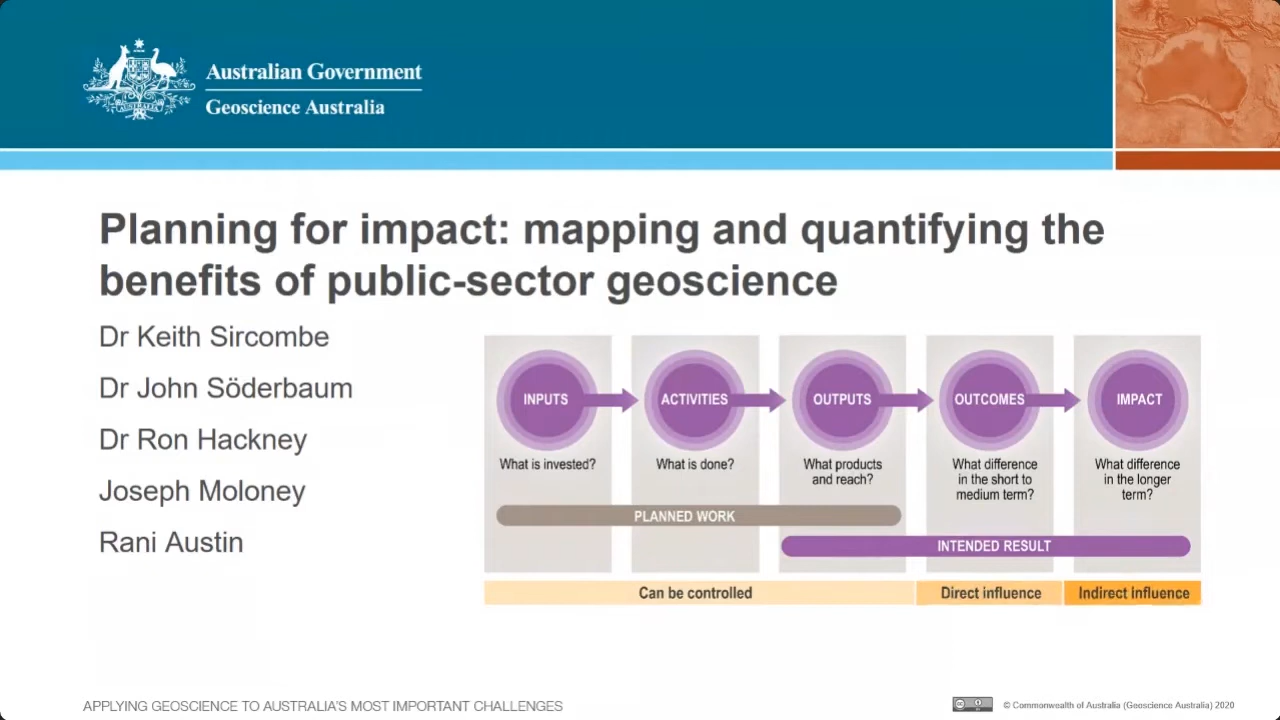 Australian Government
Geoscience Australia
Planning for impact: mapping and quantifying the
benefits of public-sector geoscience
Dr Keith Sircombe
Dr John Söderbaum
Dr Ron Hackney
Joseph Moloney
Rani Austin
INPUTS
ACTIVITIES
OUTPUTS
OUTCOMES
IMPACT
What is invested?
What is done?
What products
and reach?
What difference
in the short to
medium term?
What difference
in the longer
term?
PLANNED WORK
INTENDED RESULT
Can be controlled
Direct influence
Indirect influence
APPLYING GEOSCIENCE TO AUSTRALIA'S MOST IMPORTANT CHALLENGES
© Commonwealth of Australia (Geoscience Australia) 2020